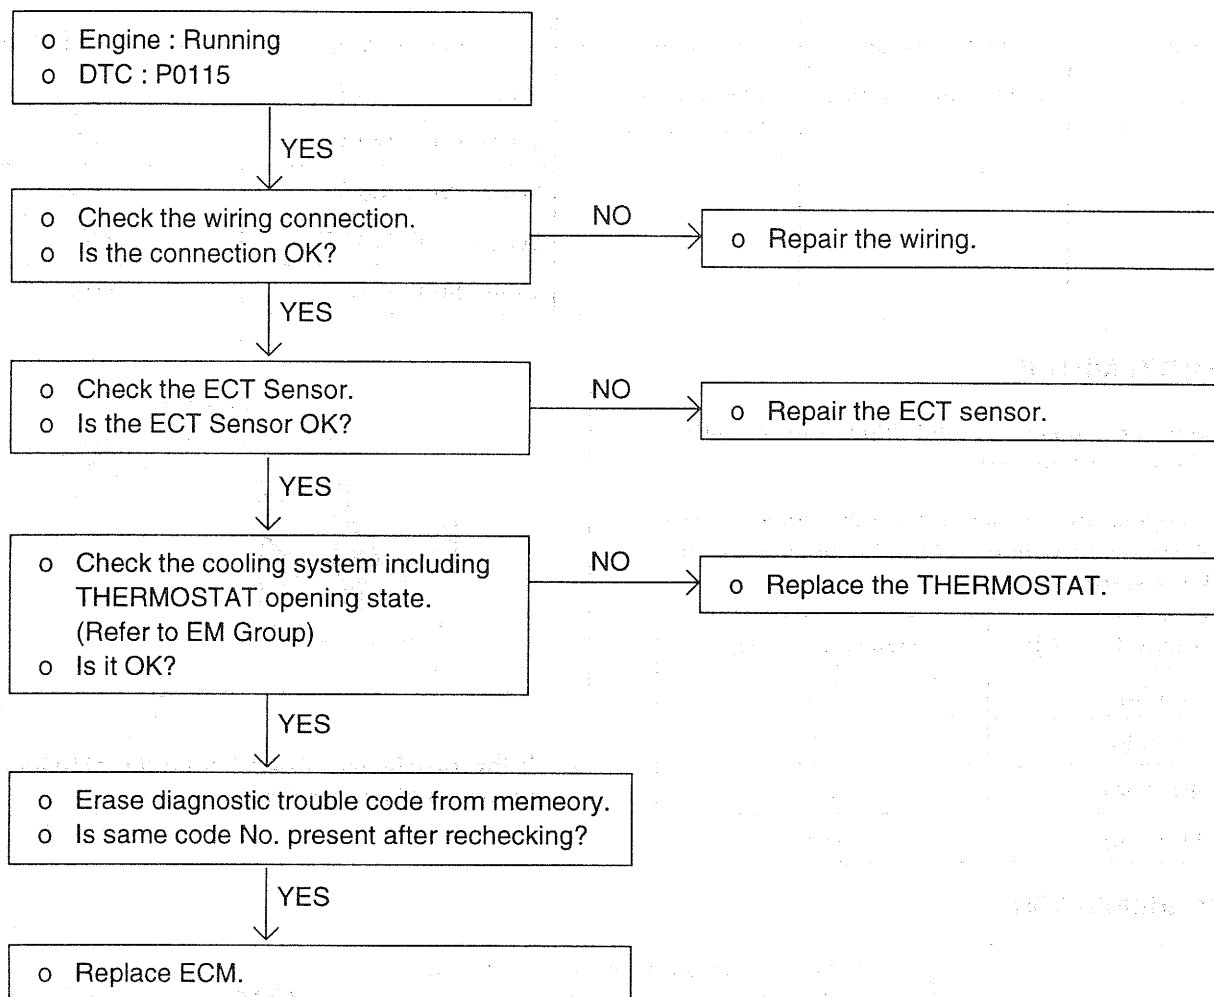 o Engine : Running
o DTC : P0115
YES
o Check the wiring connection.
o Is the connection OK?
NO
o Repair the wiring.
YES
o Check the ECT Sensor.
o Is the ECT Sensor OK?
NO
o Repair the ECT sensor.
YES
o Check the cooling system including
THERMOSTAT opening state.
(Refer to EM Group)
o Is it OK?
NO
o Replace the THERMOSTAT.
YES
o Erase diagnostic trouble code from memeory.
o Is same code No. present after rechecking?
YES
o Replace ECM.